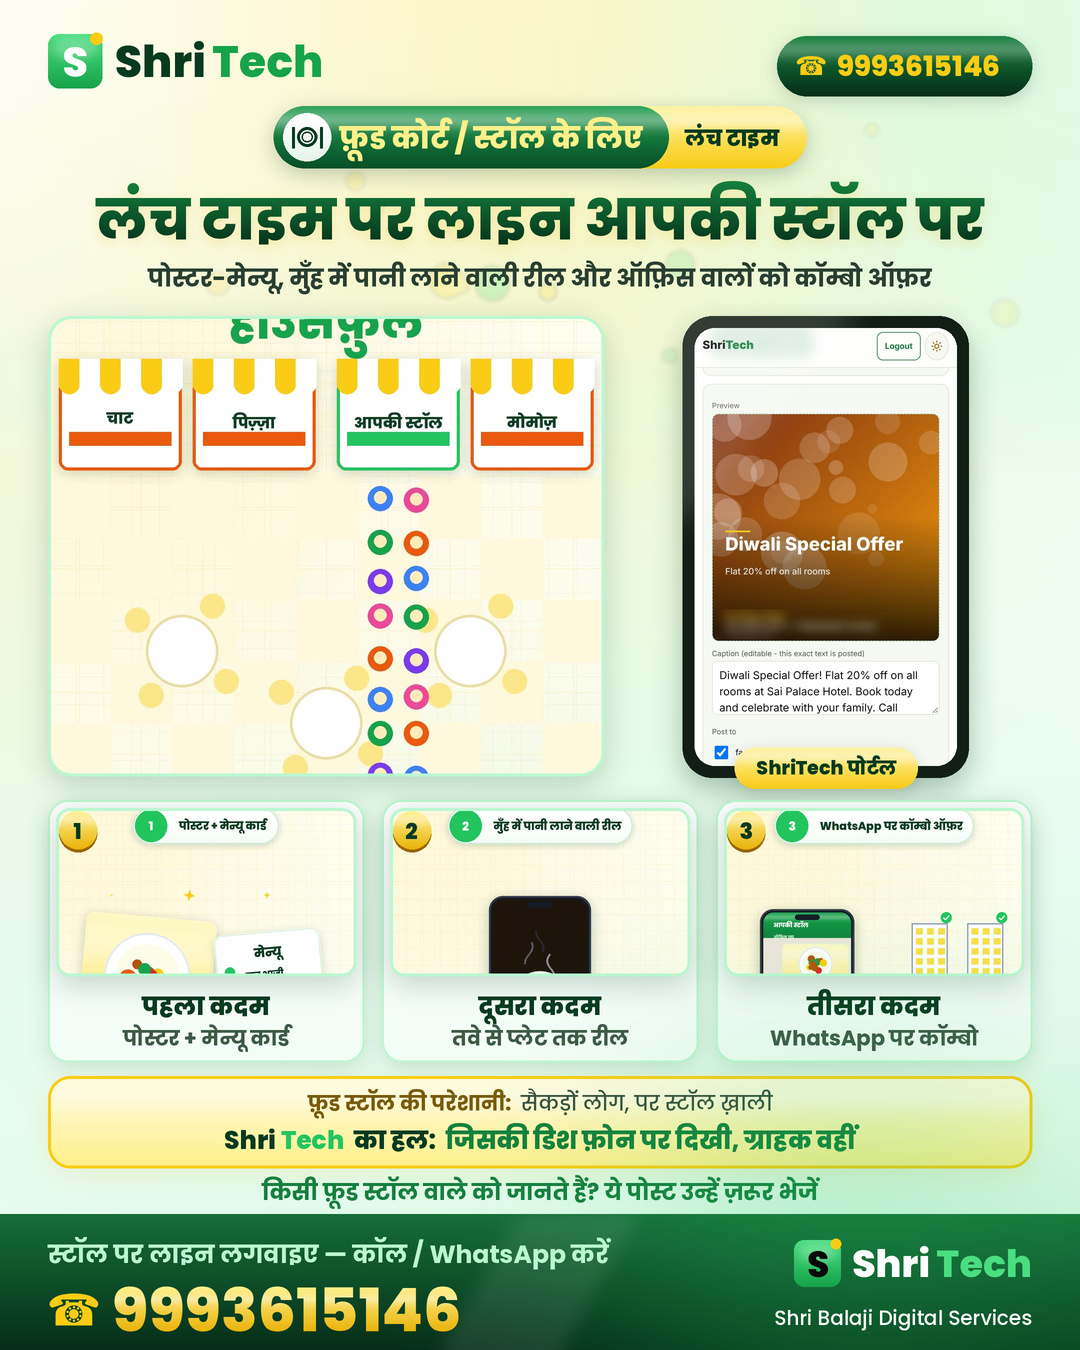 Shri Tech
☎ 9993615146
फ़ूड कोर्ट / स्टॉल के लिए
लंच टाइम
लंच टाइम पर लाइन आपकी स्टॉल पर
पोस्टर-मेन्यू, मुँह में पानी लाने वाली रील और ऑफ़िस वालों को कॉम्बो ऑफ़र
हाउसफ़ुल
चाट
पिज़्ज़ा
आपकी स्टॉल
मोमोज़
ShriTech
Logout
Preview
Diwali Special Offer
Flat 20% off on all rooms
Caption (editable - this exact text is posted)
Diwali Special Offer! Flat 20% off on all
rooms at Sai Palace Hotel. Book today
and celebrate with your family. Call
Post to
ShriTech पोर्टल
1
1 पोस्टर + मेन्यू कार्ड
मेन्यू
पहला कदम
पोस्टर + मेन्यू कार्ड
2
2 मुँह में पानी लाने वाली रील
दूसरा कदम
तवे से प्लेट तक रील
3
3 WhatsApp पर कॉम्बो ऑफ़र
आपकी स्टॉल
तीसरा कदम
WhatsApp पर कॉम्बो
फ़ूड स्टॉल की परेशानी: सैकड़ों लोग, पर स्टॉल ख़ाली
Shri Tech का हल: जिसकी डिश फ़ोन पर दिखी, ग्राहक वहीं
किसी फ़ूड स्टॉल वाले को जानते हैं? ये पोस्ट उन्हें ज़रूर भेजें
स्टॉल पर लाइन लगवाइए — कॉल / WhatsApp करें
☎ 9993615146
Shri Tech
Shri Balaji Digital Services